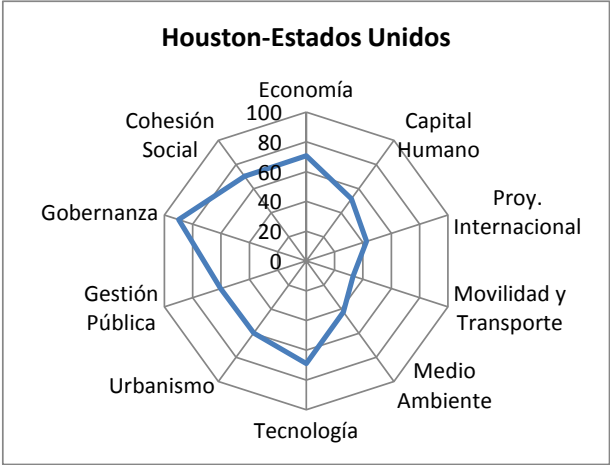 Houston-Estados Unidos
Economía
100
80
60
40
20
0
Capital
Humano
Proy.
Internacional
Movilidad y
Transporte
Medio
Ambiente
Tecnología
Urbanismo
Gestión
Pública
Gobernanza
Cohesión
Social